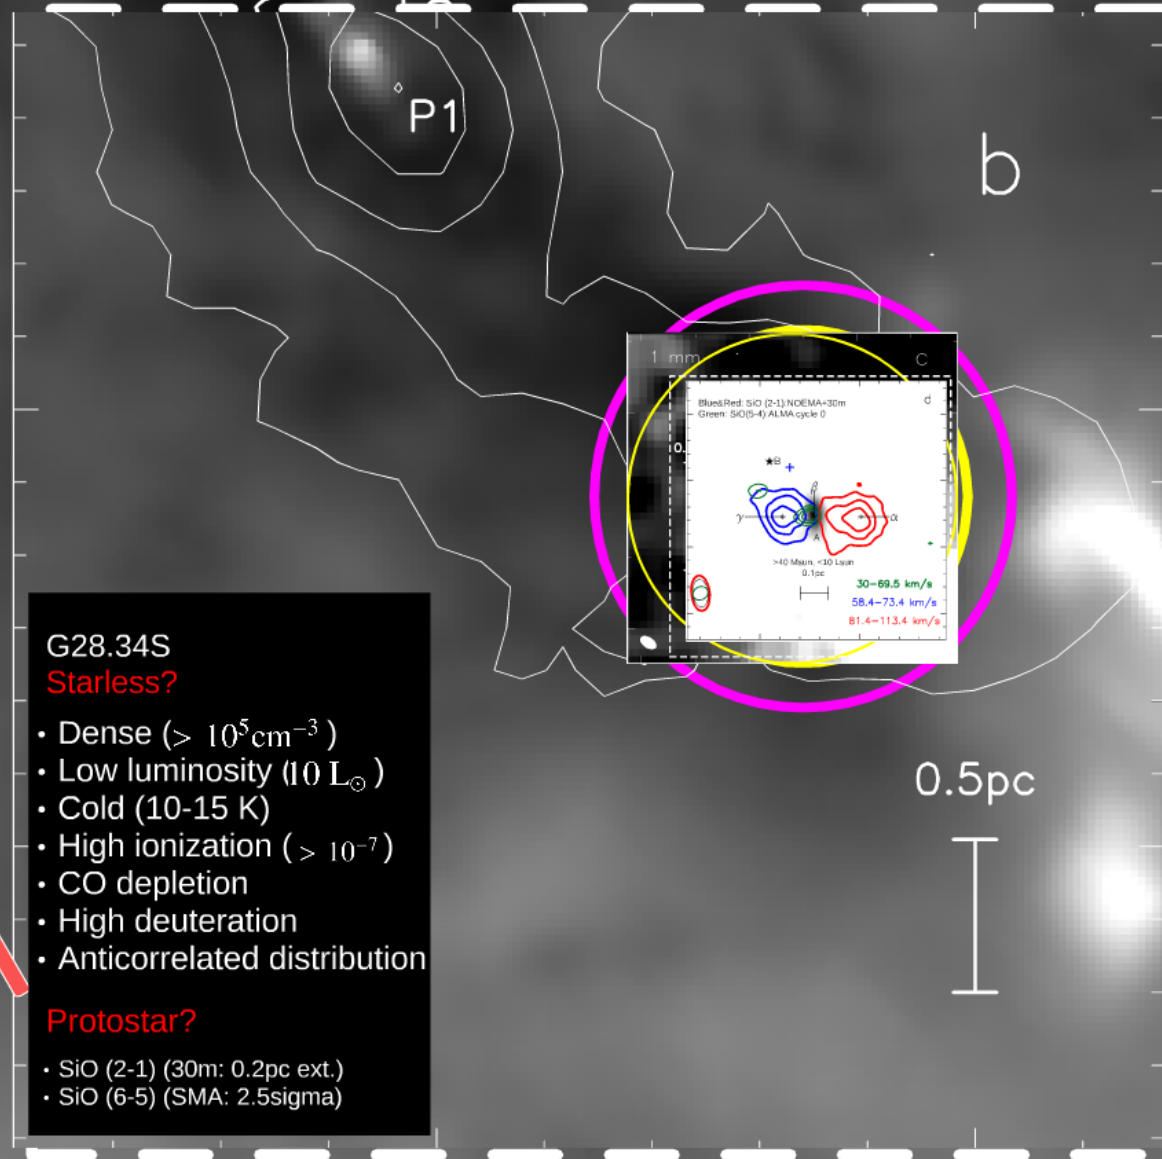 P1
b
1 mm
c
Blue&Red: SiO (2-1):NOEMA+30m
Green: SiO(5-4):ALMA cycle 0
d
0.
B
β
γ
α
A
>40 Msun, <10 Lsun
0.1pc
30-69.5 km/s
58.4-73.4 km/s
81.4-113.4 km/s
G28.34S
Starless?
• Dense (> 10⁵cm⁻³ )
• Low luminosity (10 L⊙ )
• Cold (10-15 K)
• High ionization ( > 10⁻⁷ )
• CO depletion
• High deuteration
• Anticorrelated distribution
Protostar?
• SiO (2-1) (30m: 0.2pc ext.)
• SiO (6-5) (SMA: 2.5sigma)
0.5pc